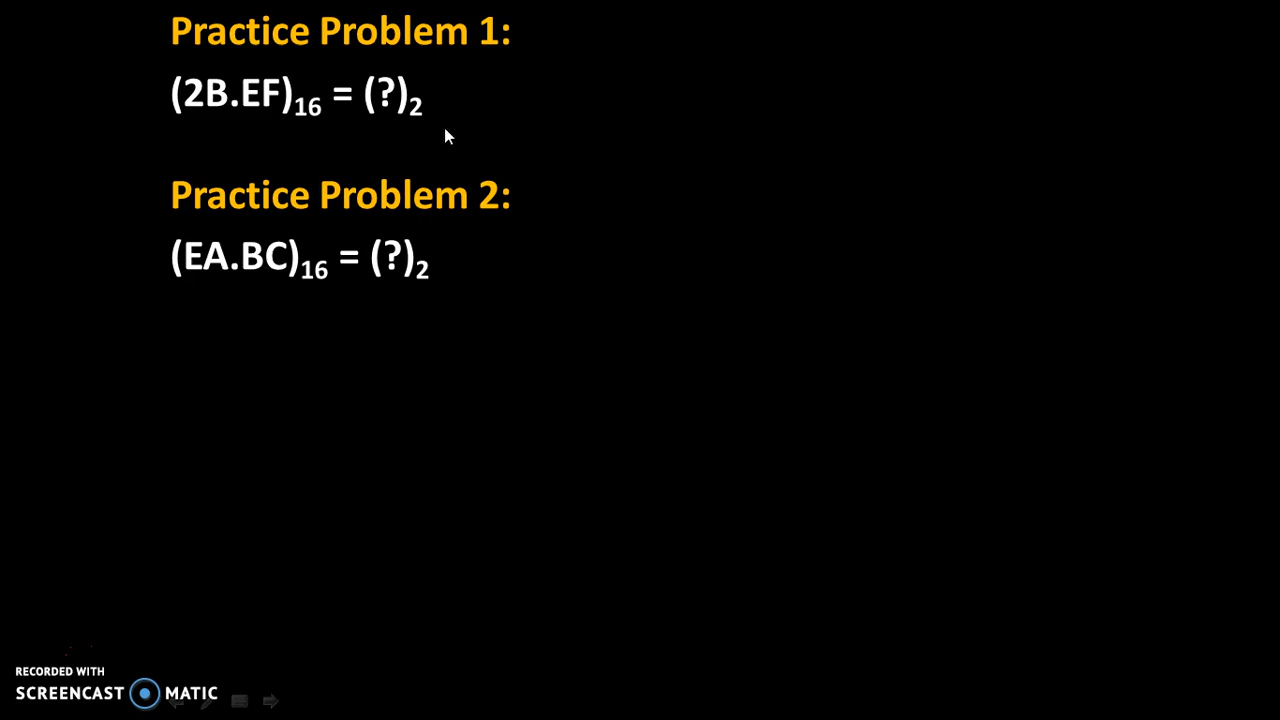 Practice Problem 1:
(2B.EF)₁₆ = (?)₂
Practice Problem 2:
(EA.BC)₁₆ = (?)₂
RECORDED WITH
SCREENCAST MATIC